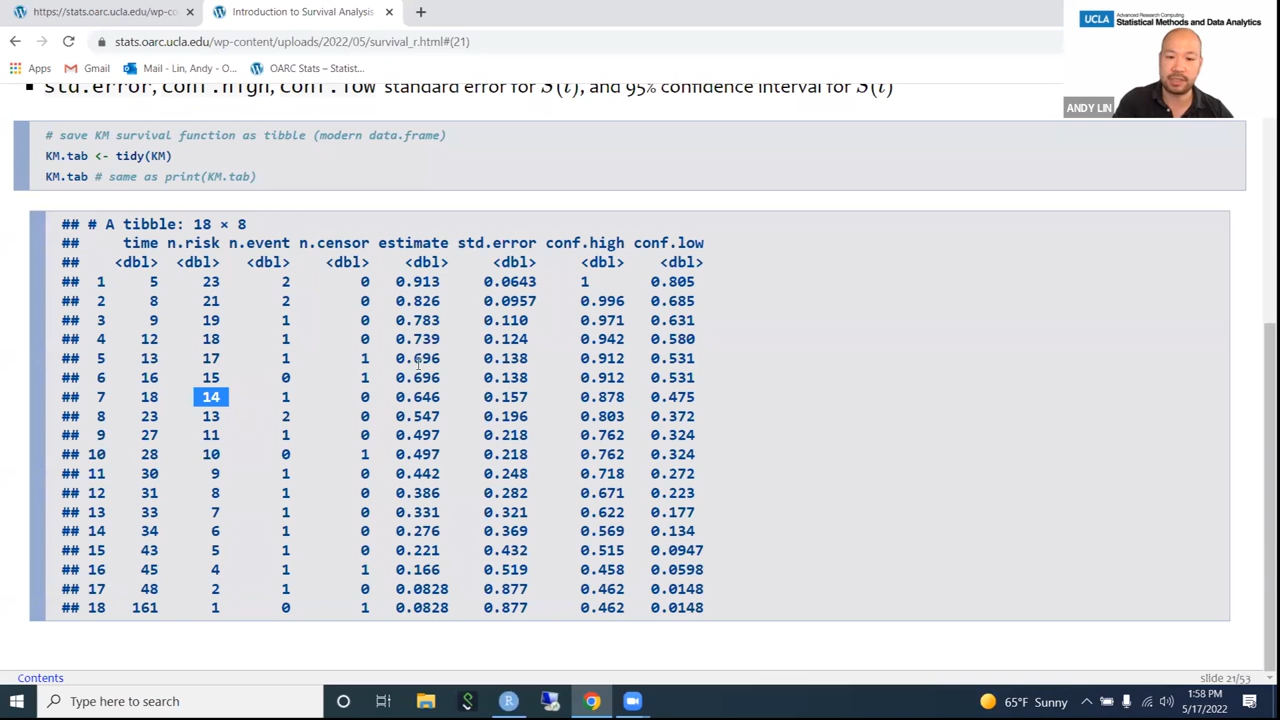 https://stats.oarc.ucla.edu/wp-co
Introduction to Survival Analysis
stats.oarc.ucla.edu/wp-content/uploads/2022/05/survival_r.html#(21)
Apps
Gmail
Mail - Lin, Andy - O...
OARC Stats – Statist...
UCLA
Advanced Research Computing
Statistical Methods and Data Analytics
ANDY LIN
std.error, conf.high, conf.low standard error for S(t), and 95% confidence interval for S(t)
# save KM survival function as tibble (modern data.frame)
KM.tab <- tidy(KM)
KM.tab # same as print(KM.tab)
## # A tibble: 18 × 8
## time n.risk n.event n.censor estimate std.error conf.high conf.low
## <dbl> <dbl> <dbl> <dbl> <dbl> <dbl> <dbl> <dbl>
## 1 5 23 2 0 0.913 0.0643 1 0.805
## 2 8 21 2 0 0.826 0.0957 0.996 0.685
## 3 9 19 1 0 0.783 0.110 0.971 0.631
## 4 12 18 1 0 0.739 0.124 0.942 0.580
## 5 13 17 1 1 0.696 0.138 0.912 0.531
## 6 16 15 0 1 0.696 0.138 0.912 0.531
## 7 18 14 1 0 0.646 0.157 0.878 0.475
## 8 23 13 2 0 0.547 0.196 0.803 0.372
## 9 27 11 1 0 0.497 0.218 0.762 0.324
## 10 28 10 0 1 0.497 0.218 0.762 0.324
## 11 30 9 1 0 0.442 0.248 0.718 0.272
## 12 31 8 1 0 0.386 0.282 0.671 0.223
## 13 33 7 1 0 0.331 0.321 0.622 0.177
## 14 34 6 1 0 0.276 0.369 0.569 0.134
## 15 43 5 1 0 0.221 0.432 0.515 0.0947
## 16 45 4 1 1 0.166 0.519 0.458 0.0598
## 17 48 2 1 0 0.0828 0.877 0.462 0.0148
## 18 161 1 0 1 0.0828 0.877 0.462 0.0148
Contents
slide 21/53
Type here to search
65°F Sunny
1:58 PM
5/17/2022